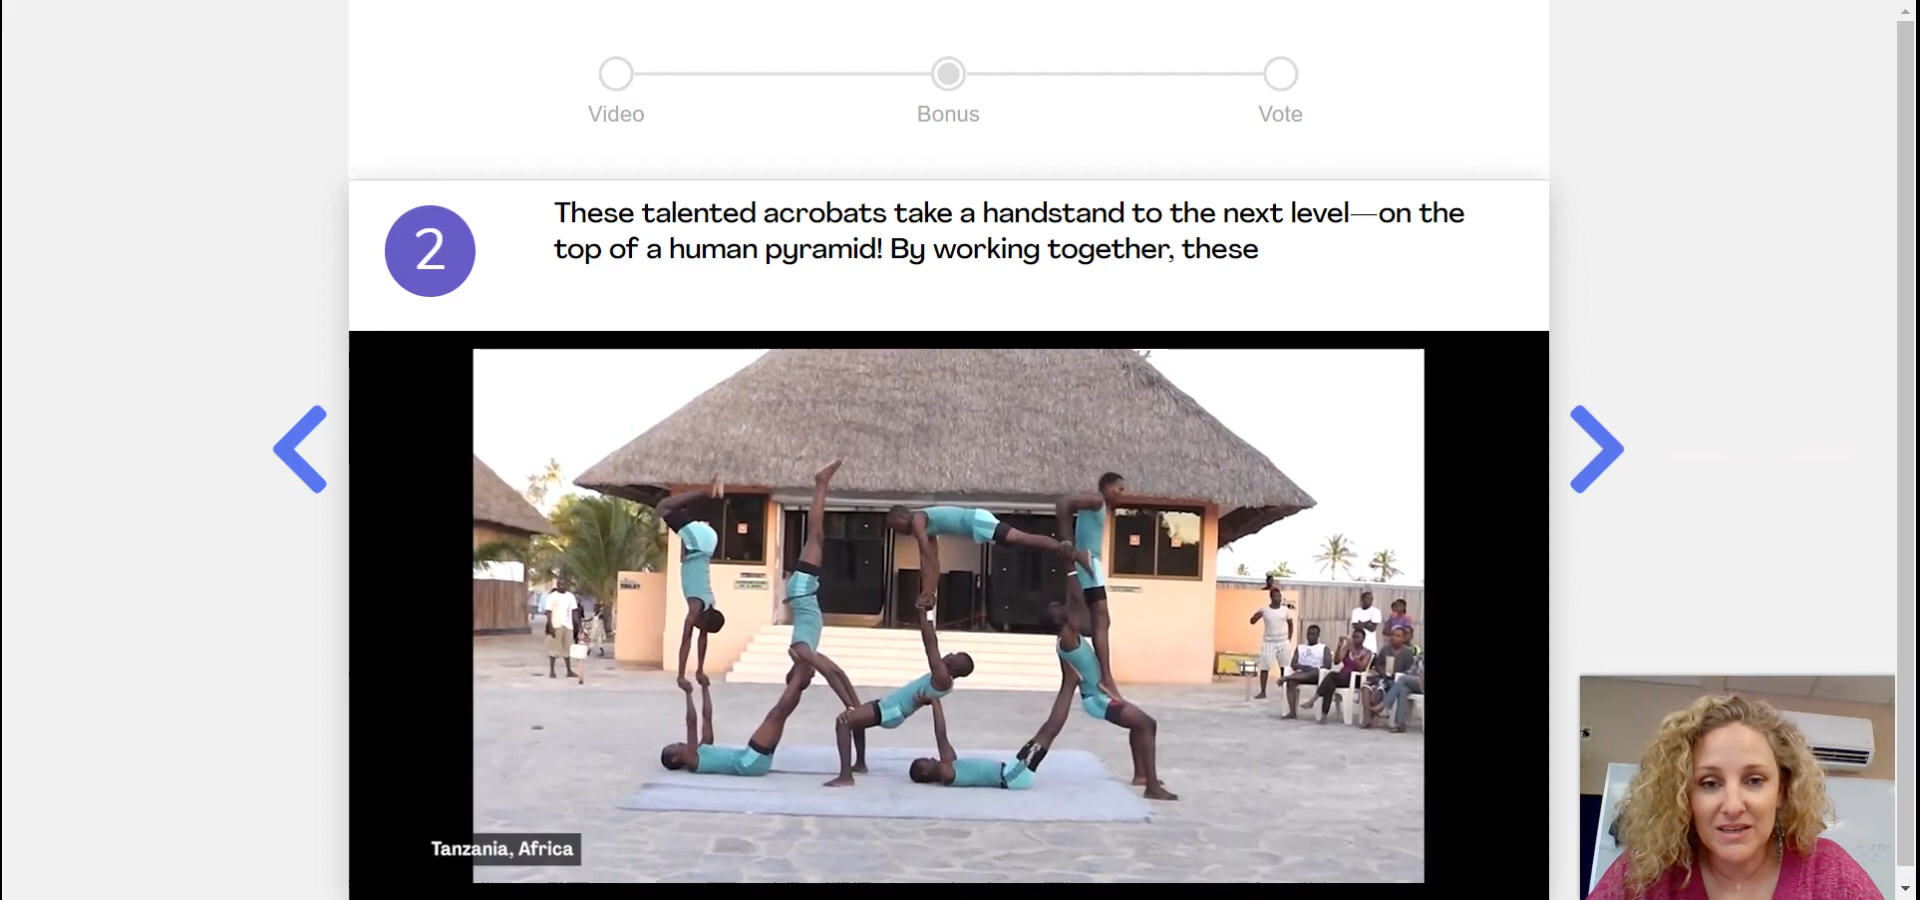 Video
Bonus
Vote
2
These talented acrobats take a handstand to the next level—on the
top of a human pyramid! By working together, these
Tanzania, Africa